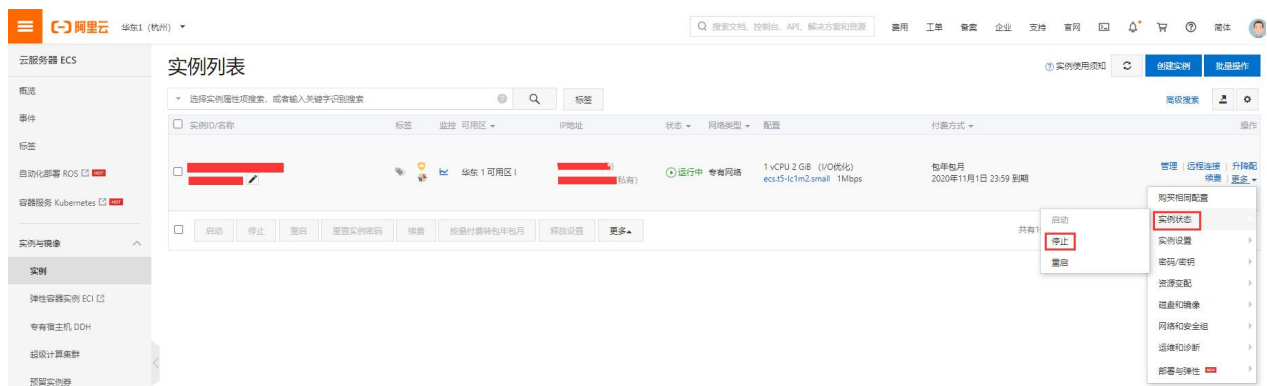 阿里云 华东1 (杭州)
搜索文档、控制台、API、解决方案和资源 费用 工单 备案 企业 支持 官网 简体
云服务器 ECS
概览
事件
标签
自动化部署 ROS HOT
容器服务 Kubernetes HOT
实例与镜像
实例
弹性容器实例 ECI
专有宿主机 DDH
超级计算集群
预留实例券
实例列表
实例使用须知 创建实例 批量操作
选择实例属性项搜索，或者输入关键字识别搜索 标签 高级搜索
实例ID/名称 标签 监控 可用区 IP地址 状态 网络类型 配置 付费方式 操作
华东 1 可用区 I 私有) 运行中 专有网络
1 vCPU 2 GiB (I/O优化)
ecs.t5-lc1m2.small 1Mbps
包年包月
2020年11月1日 23:59 到期
管理 | 远程连接 | 升降配
续费 | 更多
启动 停止 重启 重置实例密码 续费 按量付费转包年包月 释放设置 更多
共有1
启动
停止
重启
购买相同配置
实例状态
实例设置
密码/密钥
资源变配
磁盘和镜像
网络和安全组
运维和诊断
部署与弹性 NEW